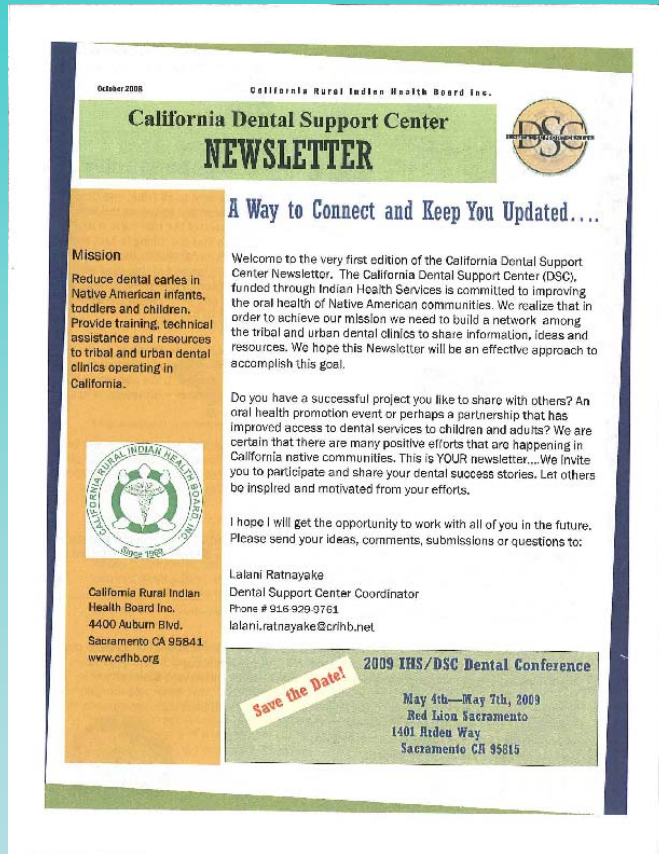 October 2008
California Rural Indian Health Board Inc.
California Dental Support Center
NEWSLETTER
DSC
A Way to Connect and Keep You Updated....
Mission
Reduce dental caries in
Native American infants,
toddlers and children.
Provide training, technical
assistance and resources
to tribal and urban dental
clinics operating in
California.
CALIFORNIA RURAL INDIAN HEALTH BOARD INC.
SINCE 1969
California Rural Indian
Health Board Inc.
4400 Auburn Blvd.
Sacramento CA 95841
www.crihb.org
Welcome to the very first edition of the California Dental Support
Center Newsletter. The California Dental Support Center (DSC),
funded through Indian Health Services is committed to improving
the oral health of Native American communities. We realize that in
order to achieve our mission we need to build a network among
the tribal and urban dental clinics to share information, ideas and
resources. We hope this Newsletter will be an effective approach to
accomplish this goal.
Do you have a successful project you like to share with others? An
oral health promotion event or perhaps a partnership that has
improved access to dental services to children and adults? We are
certain that there are many positive efforts that are happening in
California native communities. This is YOUR newsletter....We invite
you to participate and share your dental success stories. Let others
be inspired and motivated from your efforts.
I hope I will get the opportunity to work with all of you in the future.
Please send your ideas, comments, submissions or questions to:
Lalani Ratnayake
Dental Support Center Coordinator
Phone # 916-929-9761
lalani.ratnayake@crihb.net
Save the Date!
2009 IHS/DSC Dental Conference
May 4th—May 7th, 2009
Red Lion Sacramento
1401 Arden Way
Sacramento CA 95815